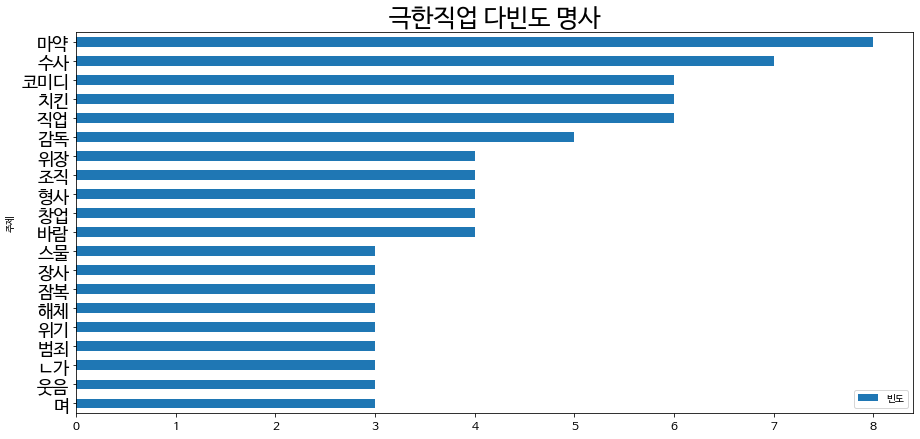 극한직업 다빈도 명사
마약
수사
코미디
치킨
직업
감독
위장
조직
형사
창업
바람
스물
장사
잠복
해체
위기
범죄
ㄴ가
웃음
며
주제
빈도
0 1 2 3 4 5 6 7 8